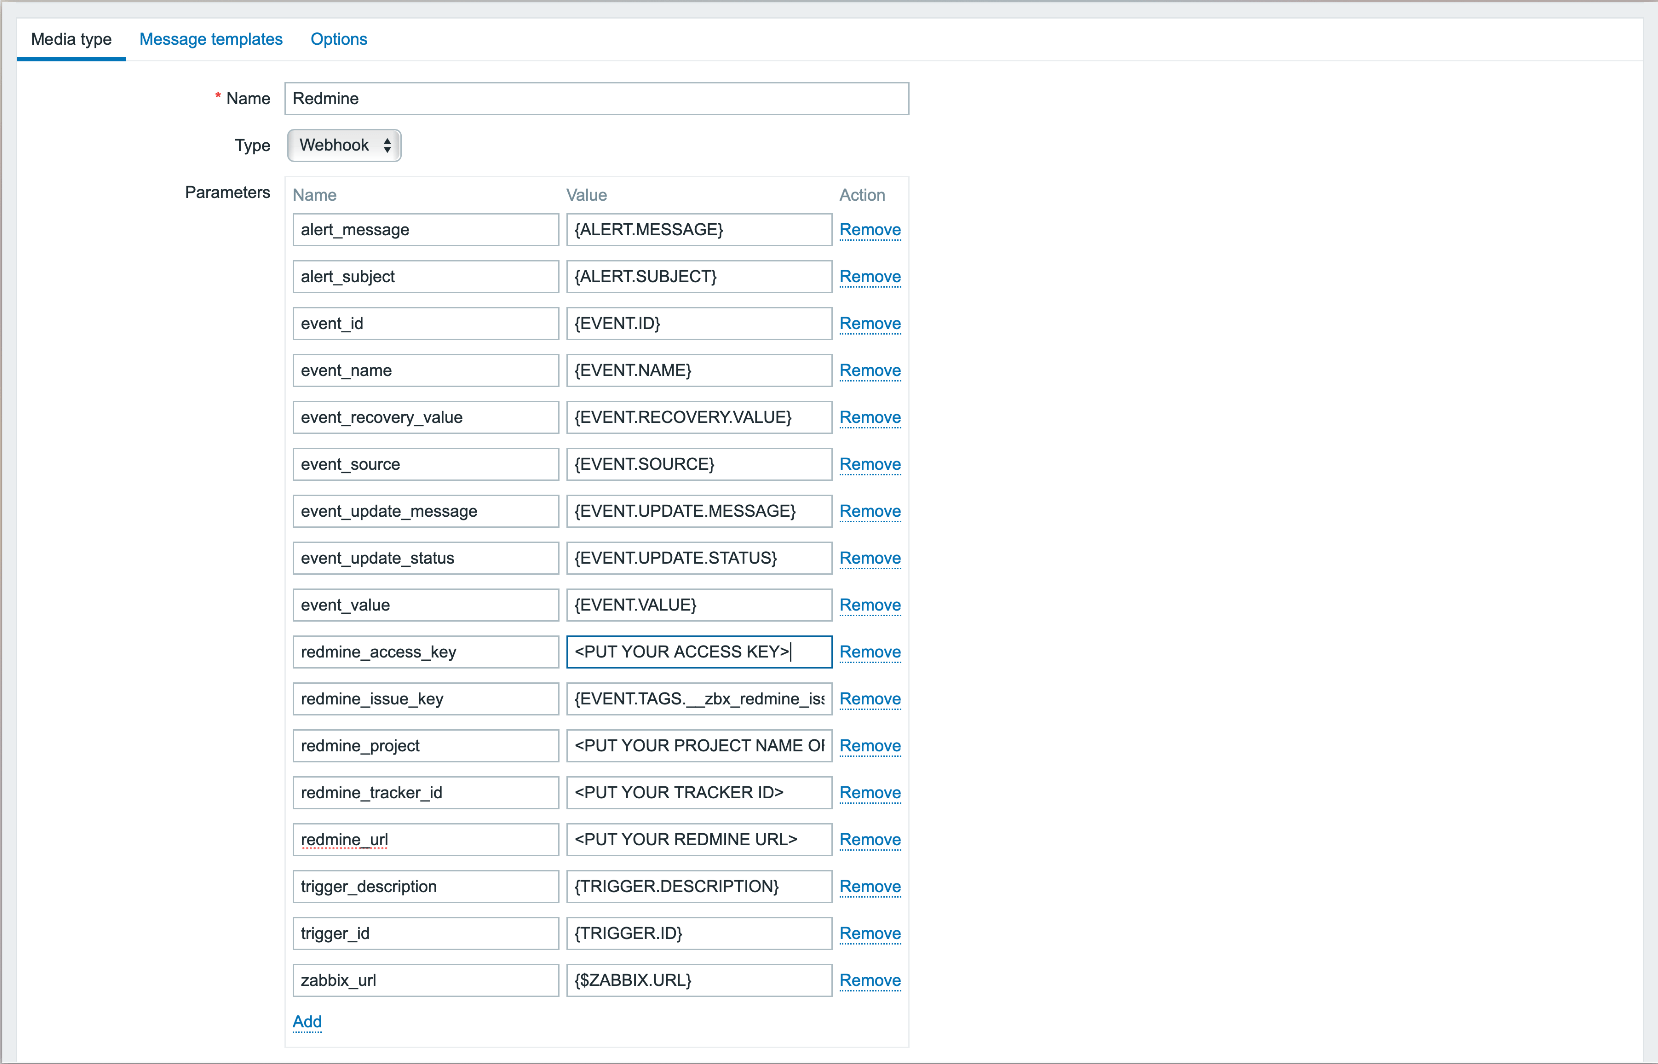 Media type Message templates Options
* Name Redmine
Type Webhook
Parameters Name Value Action
alert_message {ALERT.MESSAGE} Remove
alert_subject {ALERT.SUBJECT} Remove
event_id {EVENT.ID} Remove
event_name {EVENT.NAME} Remove
event_recovery_value {EVENT.RECOVERY.VALUE} Remove
event_source {EVENT.SOURCE} Remove
event_update_message {EVENT.UPDATE.MESSAGE} Remove
event_update_status {EVENT.UPDATE.STATUS} Remove
event_value {EVENT.VALUE} Remove
redmine_access_key <PUT YOUR ACCESS KEY> Remove
redmine_issue_key {EVENT.TAGS.__zbx_redmine_iss Remove
redmine_project <PUT YOUR PROJECT NAME OR Remove
redmine_tracker_id <PUT YOUR TRACKER ID> Remove
redmine_url <PUT YOUR REDMINE URL> Remove
trigger_description {TRIGGER.DESCRIPTION} Remove
trigger_id {TRIGGER.ID} Remove
zabbix_url {$ZABBIX.URL} Remove
Add